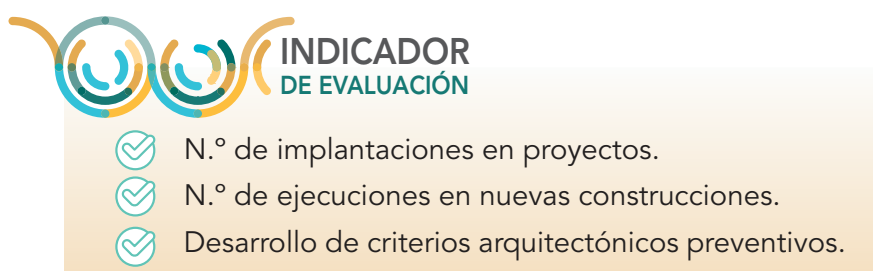 INDICADOR
DE EVALUACIÓN
N.º de implantaciones en proyectos.
N.º de ejecuciones en nuevas construcciones.
Desarrollo de criterios arquitectónicos preventivos.